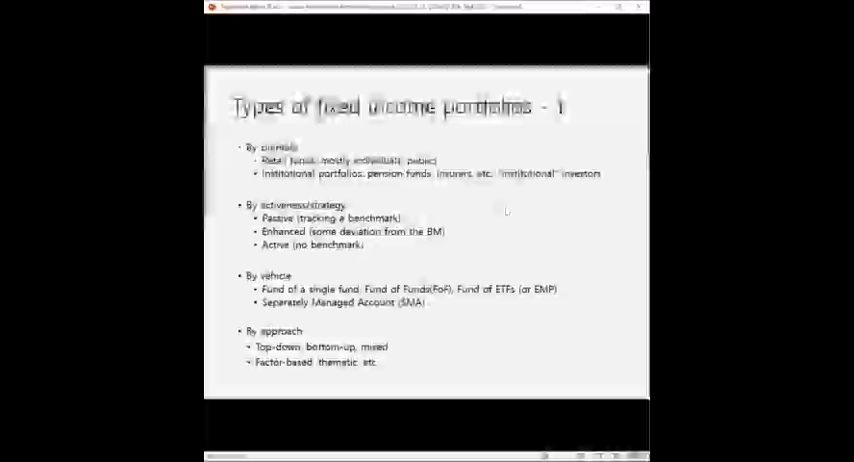 Types of fixed income portfolios - 1
• By clientele
• Retail funds, mostly individuals, public)
• Institutional portfolios: pension funds, insurers, etc. "institutional" investors
• By activeness/strategy
• Passive (tracking a benchmark)
• Enhanced (some deviation from the BM)
• Active (no benchmark)
• By vehicle
• Fund of a single fund, Fund of Funds(FoF), Fund of ETFs (or EMP)
• Separately Managed Account (SMA)
• By approach
• Top-down, bottom-up, mixed
• Factor-based, thematic, etc.